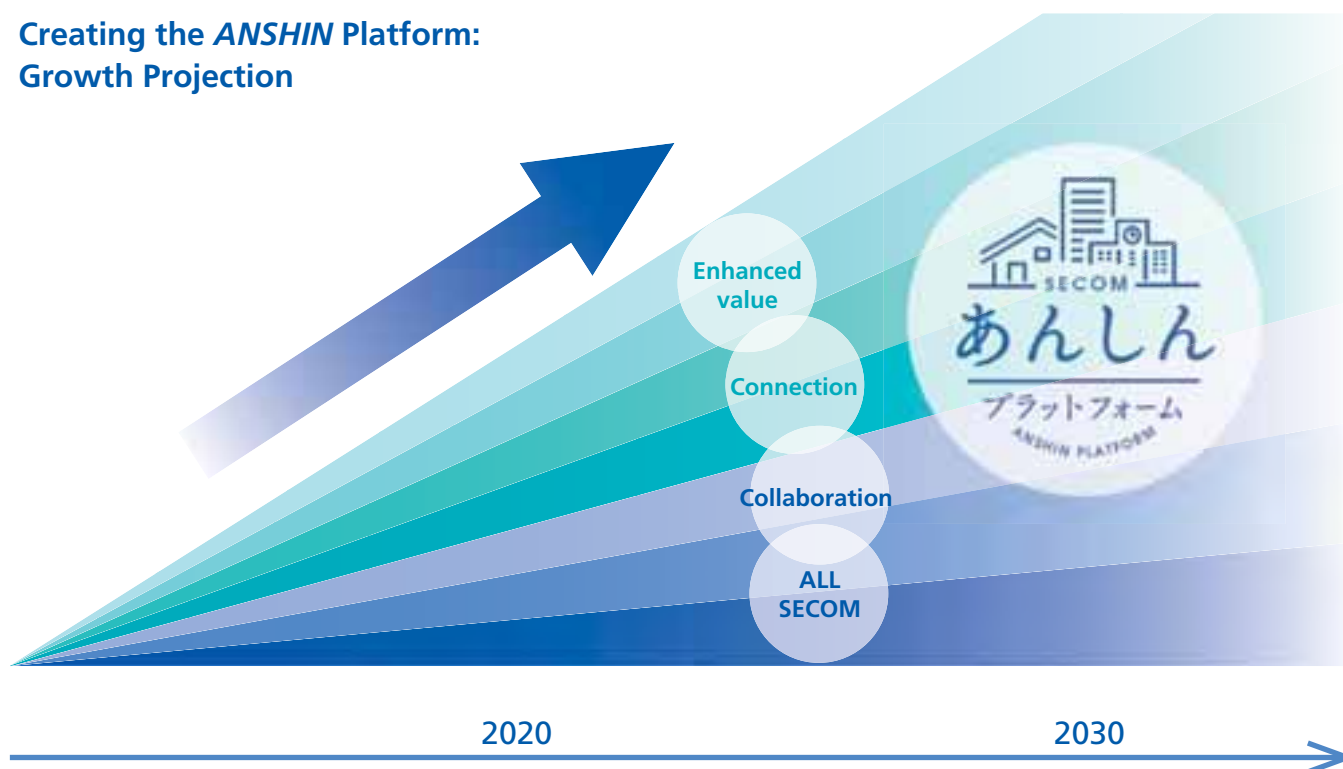 Creating the ANSHIN Platform:
Growth Projection
Enhanced
value
Connection
Collaboration
ALL
SECOM
SECOM
あんしん
プラットフォーム
ANSHIN PLATFORM
2020
2030